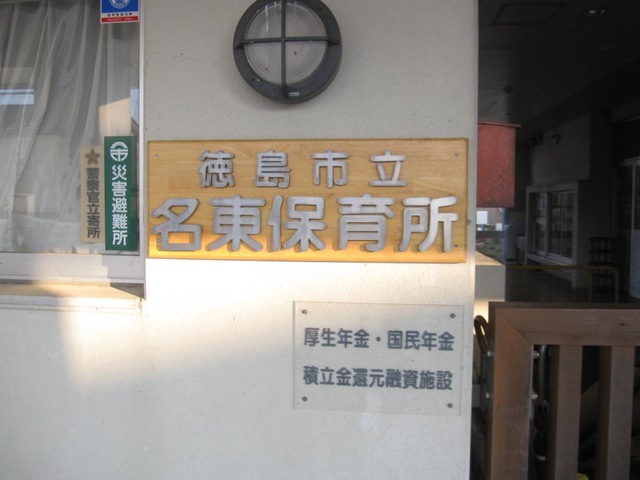 徳島市立
名東保育所
警察官立寄所
災害避難所
厚生年金・国民年金
積立金還元融資施設